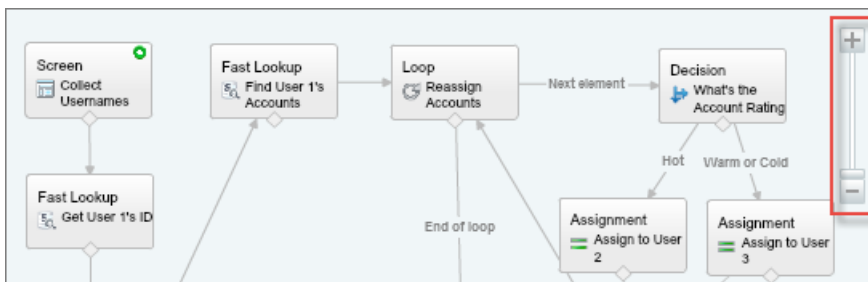 Screen
Collect
Usernames
Fast Lookup
Find User 1's
Accounts
Loop
Reassign
Accounts
Next element
Decision
What's the
Account Rating
Hot
Warm or Cold
Fast Lookup
Get User 1's ID
End of loop
Assignment
Assign to User
2
Assignment
Assign to User
3